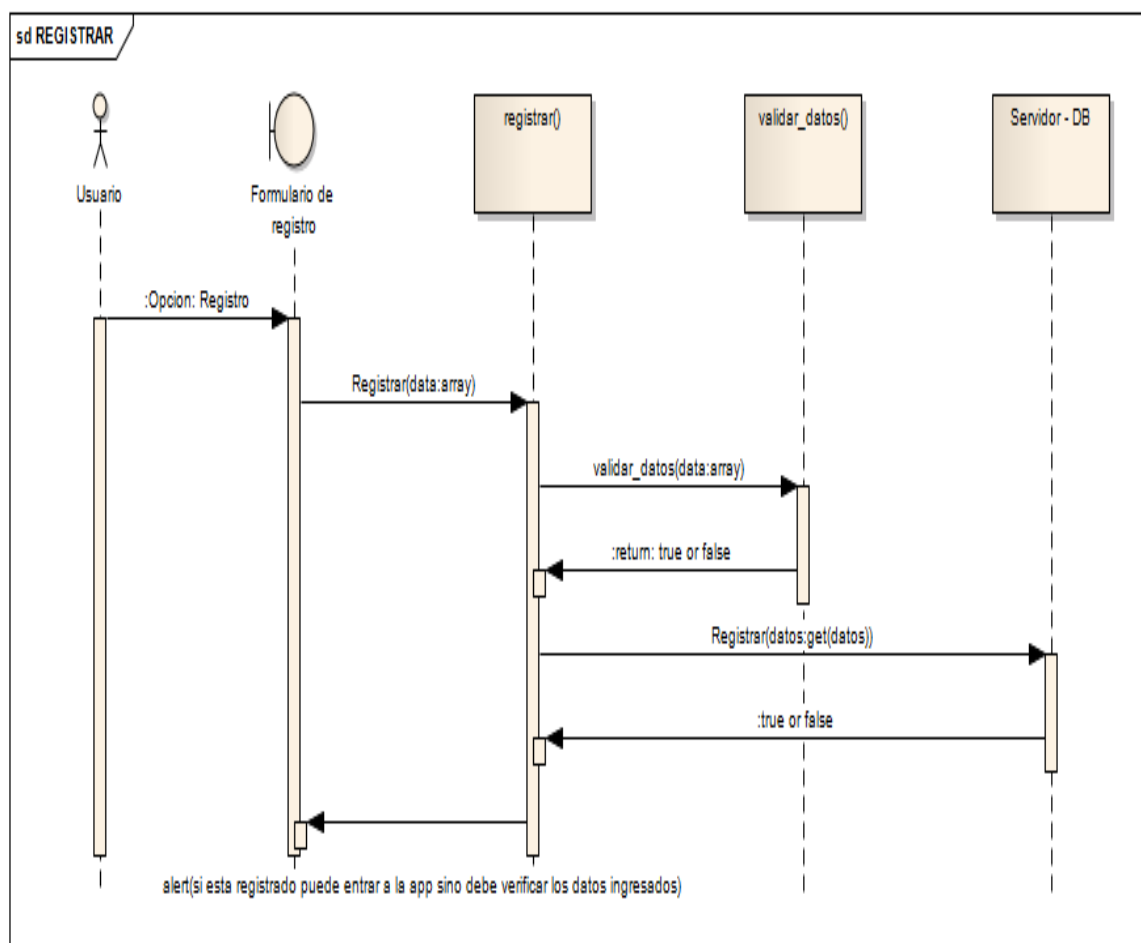 sd REGISTRAR
Usuario
Formulario de
registro
registrar()
validar_datos()
Servidor - DB
:Opcion: Registro
Registrar(data:array)
validar_datos(data:array)
:return: true or false
Registrar(datos:get(datos))
:true or false
alert(si esta registrado puede entrar a la app sino debe verificar los datos ingresados)